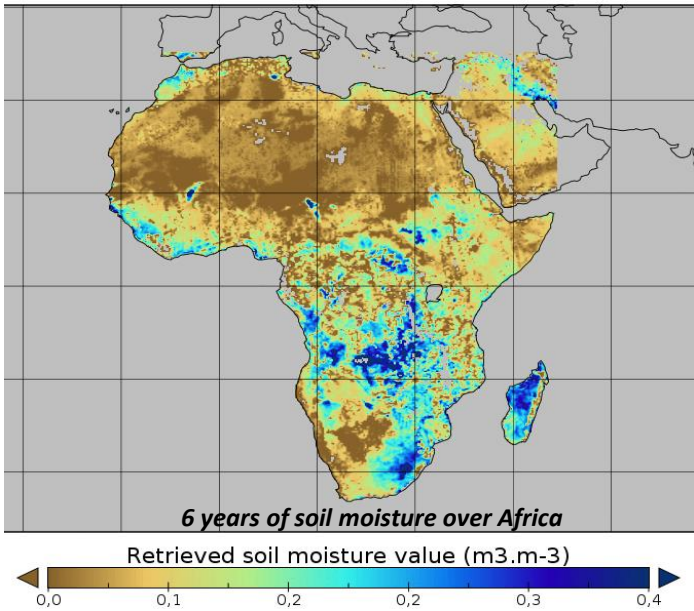 6 years of soil moisture over Africa
Retrieved soil moisture value (m3.m-3)
0,0 0,1 0,2 0,2 0,3 0,4